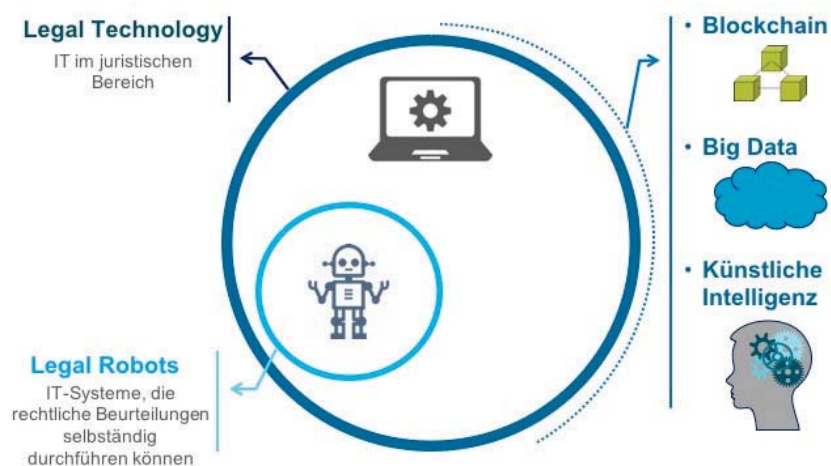 Legal Technology
IT im juristischen
Bereich
Legal Robots
IT-Systeme, die
rechtliche Beurteilungen
selbständig
durchführen können
• Blockchain
• Big Data
• Künstliche
Intelligenz